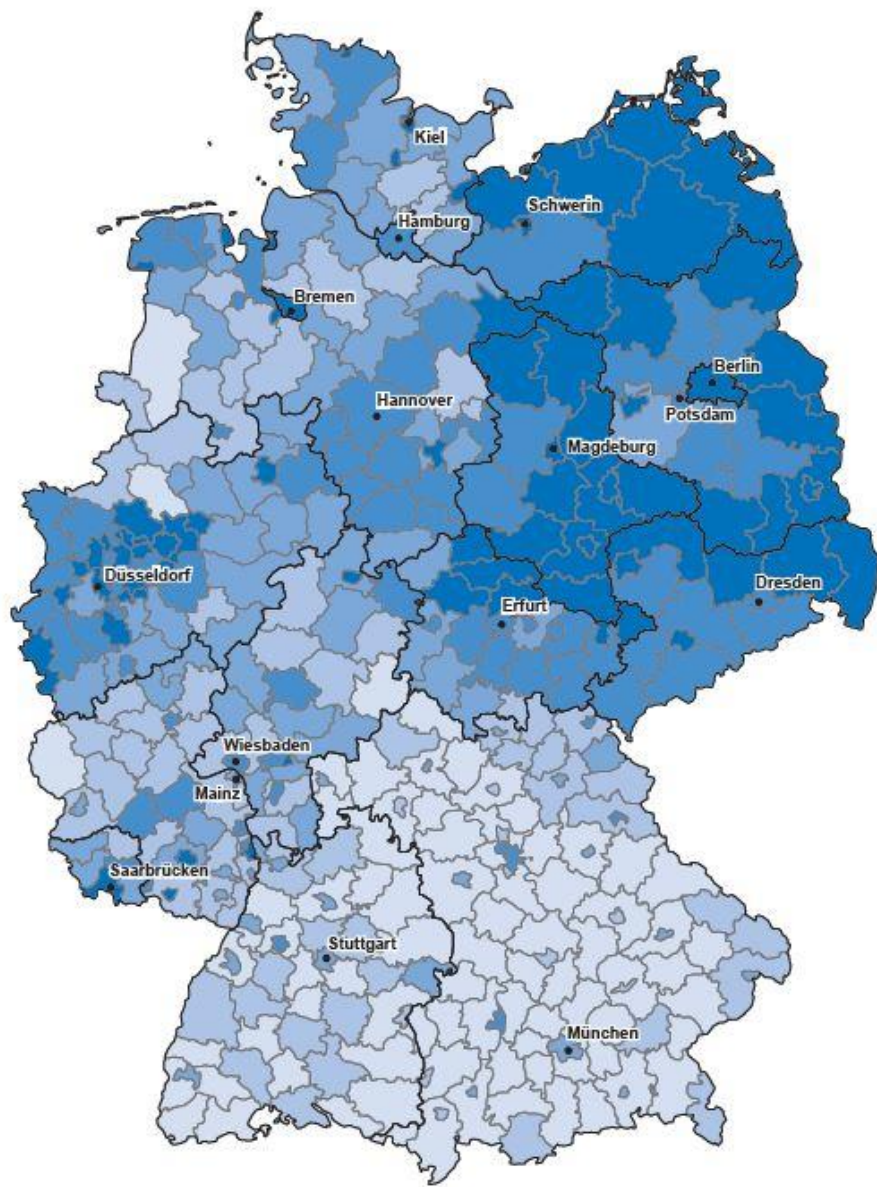 Kiel
Schwerin
Hamburg
Bremen
Berlin
Hannover
Potsdam
Magdeburg
Düsseldorf
Dresden
Erfurt
Wiesbaden
Mainz
Saarbrücken
Stuttgart
München